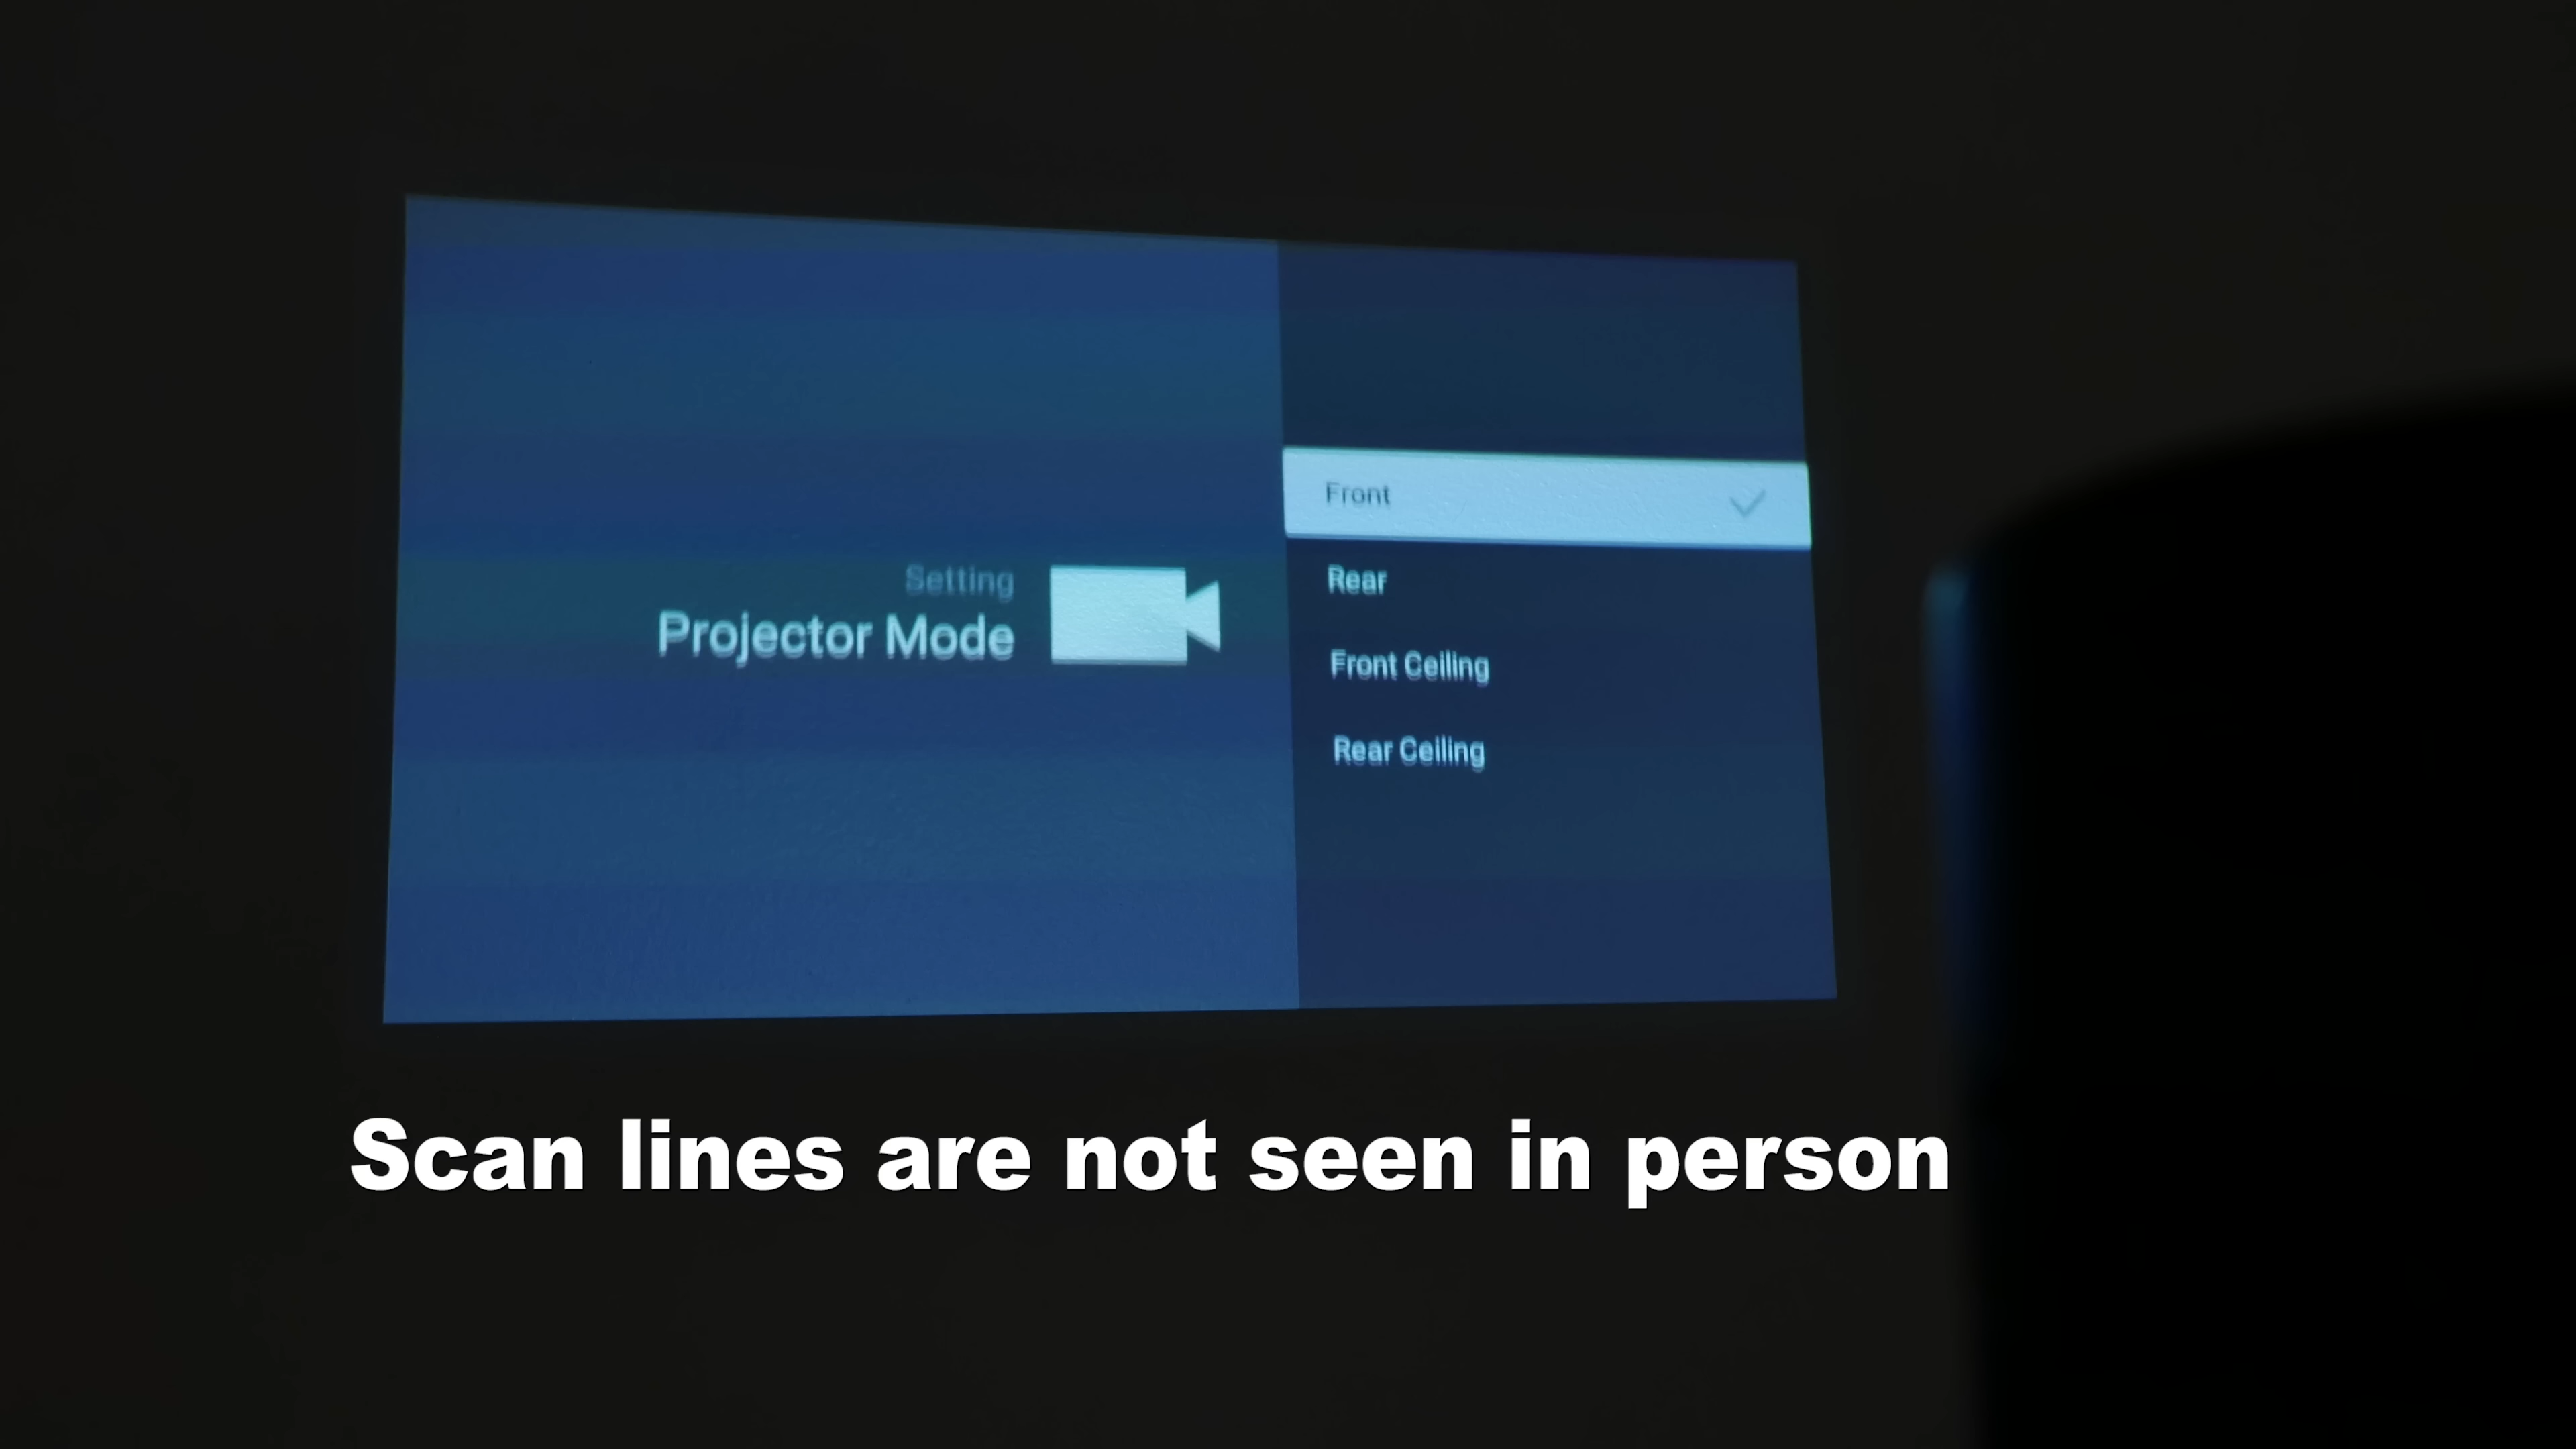 Setting
Projector Mode
Front
Rear
Front Ceiling
Rear Ceiling
Scan lines are not seen in person